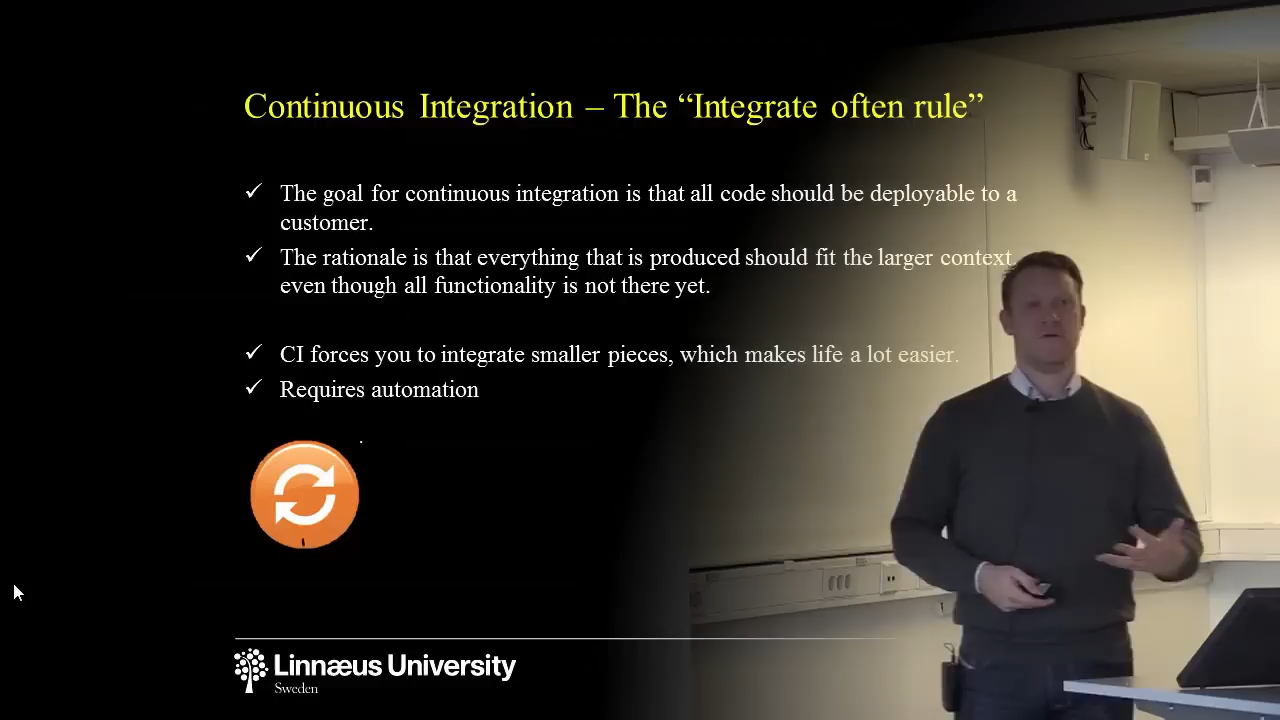 Continuous Integration – The “Integrate often rule”
The goal for continuous integration is that all code should be deployable to a
customer.
The rationale is that everything that is produced should fit the larger context
even though all functionality is not there yet.
CI forces you to integrate smaller pieces, which makes life a lot easier.
Requires automation
Linnæus University
Sweden